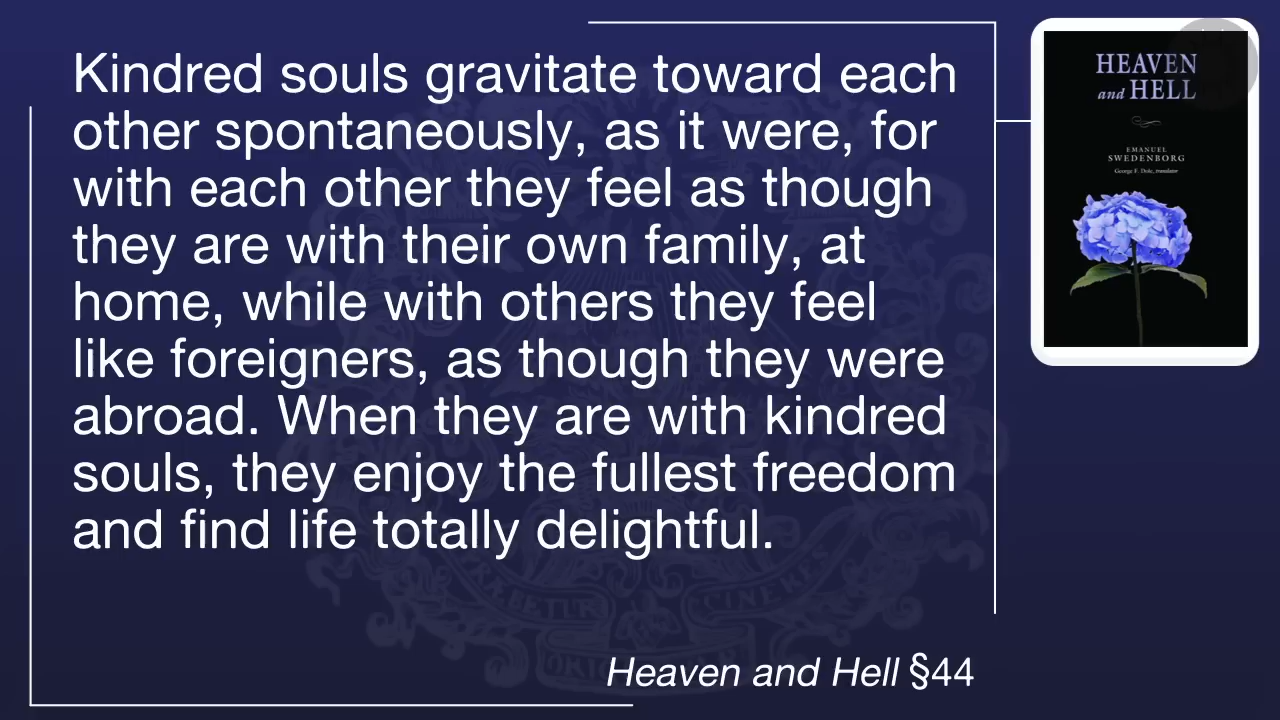 Kindred souls gravitate toward each
other spontaneously, as it were, for
with each other they feel as though
they are with their own family, at
home, while with others they feel
like foreigners, as though they were
abroad. When they are with kindred
souls, they enjoy the fullest freedom
and find life totally delightful.
Heaven and Hell §44
HEAVEN
and HELL
EMANUEL
SWEDENBORG
George F. Dole, translator